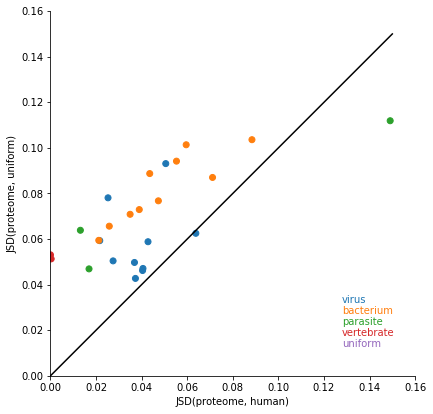 0.16
0.14
0.12
0.10
0.08
0.06
0.04
0.02
0.00
JSD(proteome, uniform)
virus
bacterium
parasite
vertebrate
uniform
0.00 0.02 0.04 0.06 0.08 0.10 0.12 0.14 0.16
JSD(proteome, human)